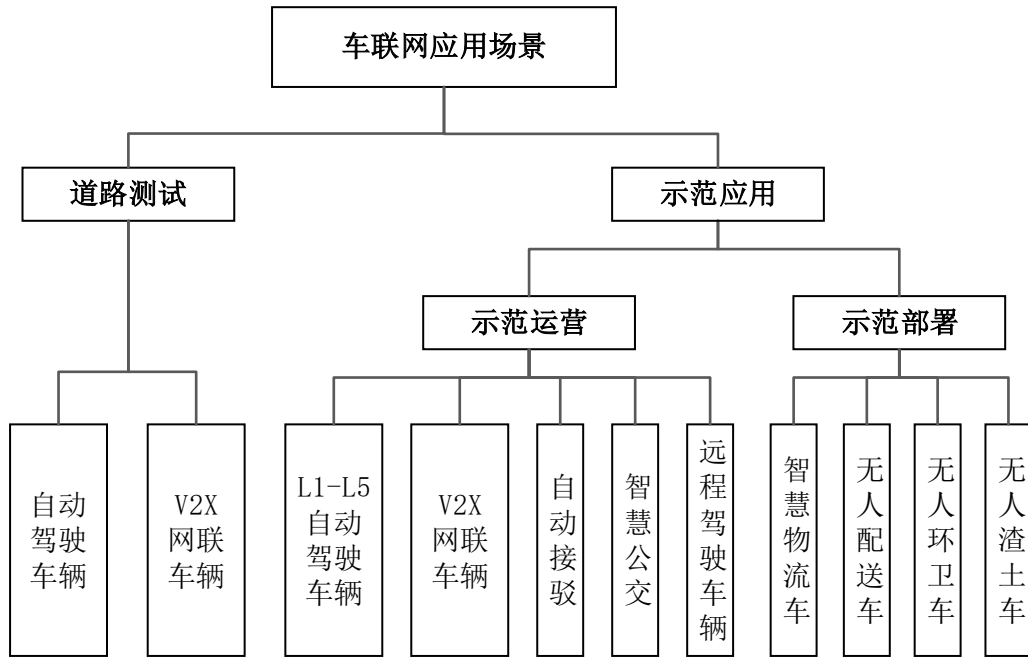 车联网应用场景
道路测试
示范应用
示范运营
示范部署
自动
驾驶
车辆
V2X
网联
车辆
L1-L5
自动
驾驶
车辆
V2X
网联
车辆
自动接驳
智慧公交
远程驾驶车辆
智慧物流车
无人配送车
无人环卫车
无人渣土车